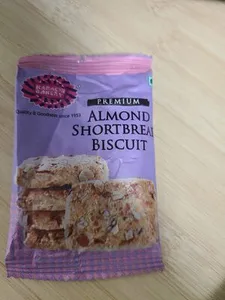 Quality & Goodness since 1953
PREMIUM
ALMOND
SHORTBREAD
BISCUIT